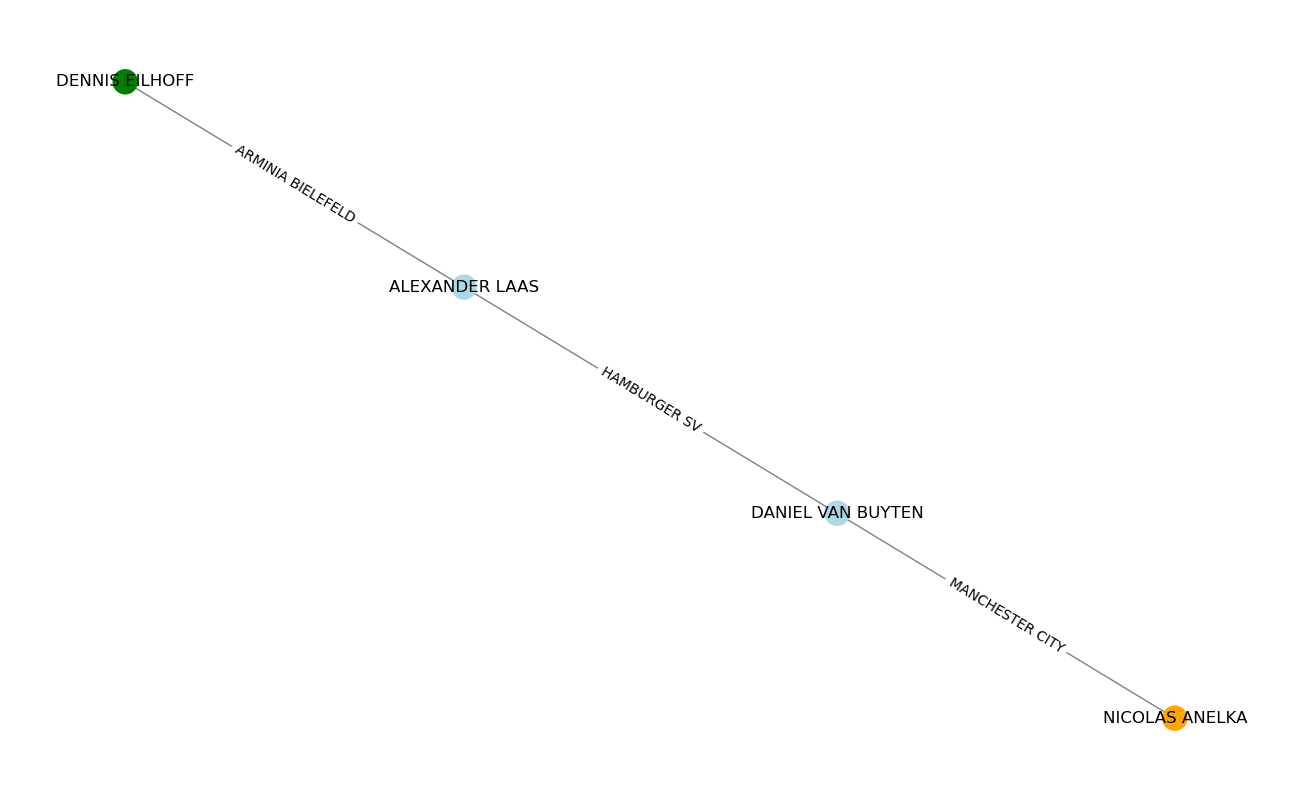 DENNIS EILHOFF
ARMINIA BIELEFELD
ALEXANDER LAAS
HAMBURGER SV
DANIEL VAN BUYTEN
MANCHESTER CITY
NICOLAS ANELKA